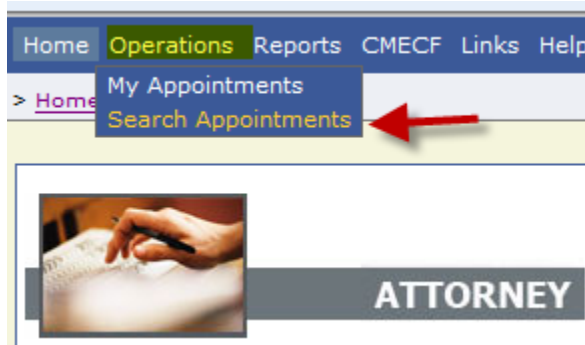 Home Operations Reports CMECF Links Help
My Appointments
> Home
Search Appointments
ATTORNEY